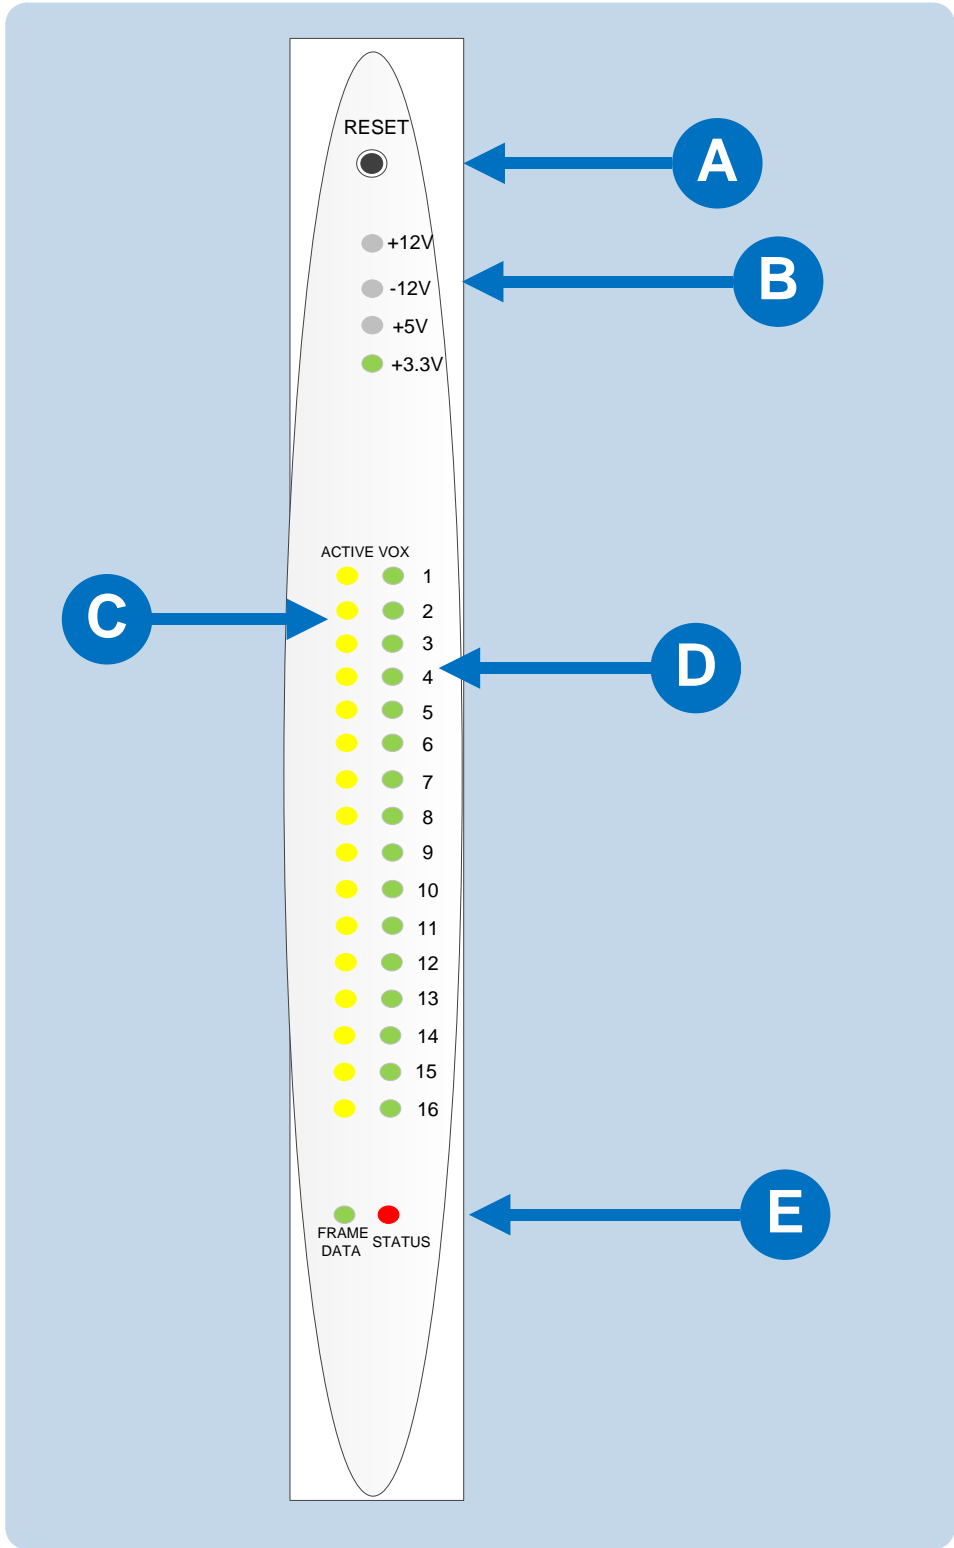 RESET
A
+12V
B
-12V
+5V
+3.3V
ACTIVE VOX
1
C
2
3
D
4
5
6
7
8
9
10
11
12
13
14
15
16
E
FRAME
DATA
STATUS